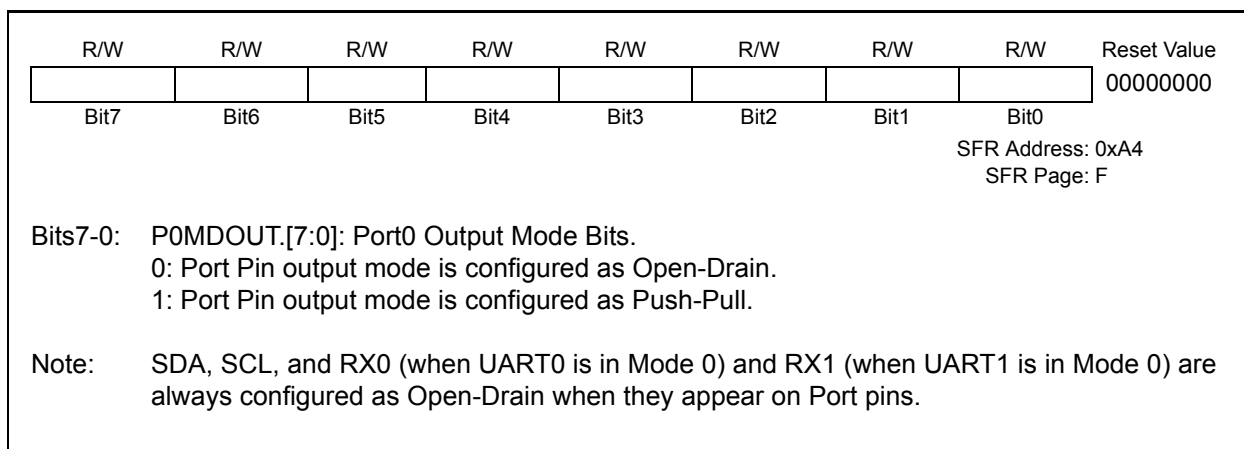 R/W R/W R/W R/W R/W R/W R/W R/W Reset Value
00000000
Bit7 Bit6 Bit5 Bit4 Bit3 Bit2 Bit1 Bit0
SFR Address: 0xA4
SFR Page: F
Bits7-0: P0MDOUT.[7:0]: Port0 Output Mode Bits.
0: Port Pin output mode is configured as Open-Drain.
1: Port Pin output mode is configured as Push-Pull.
Note: SDA, SCL, and RX0 (when UART0 is in Mode 0) and RX1 (when UART1 is in Mode 0) are
always configured as Open-Drain when they appear on Port pins.